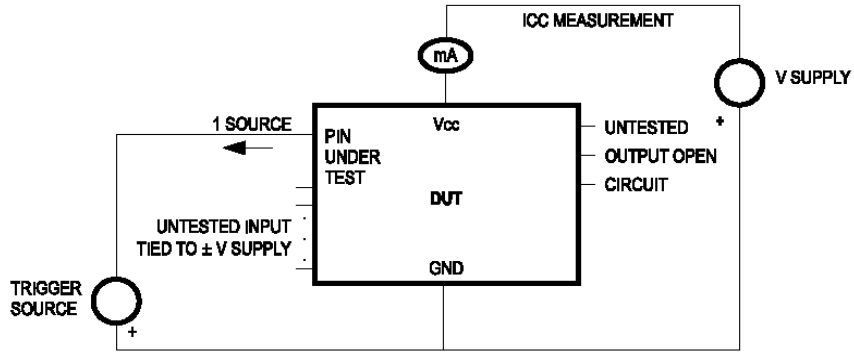 ICC MEASUREMENT
mA
V SUPPLY
+
1 SOURCE
Vcc
PIN
UNDER
TEST
UNTESTED
OUTPUT OPEN
CIRCUIT
DUT
UNTESTED INPUT
TIED TO ± V SUPPLY
GND
TRIGGER
SOURCE
+